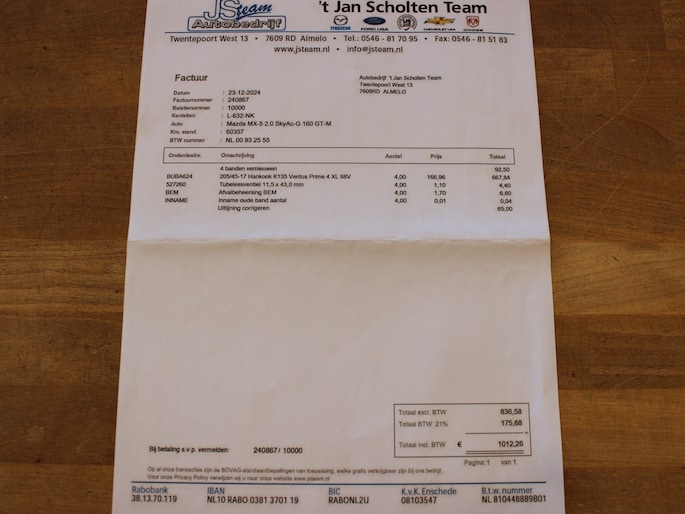 JS team 't Jan Scholten Team
Autobedrijf
Twentepoort West 13 • 7609 RD Almelo • Tel.: 0546 - 81 70 95 • Fax: 0546 - 81 51 83
www.jsteam.nl • info@jsteam.nl
Factuur
Autobedrijf 't Jan Scholten Team
Twentepoort West 13
7609RD ALMELO
Datum : 23-12-2024
Factuurnummer : 240867
Relatienummer : 10000
Kenteken : L-632-NK
Auto : Mazda MX-5 2.0 SkyAc-G 160 GT-M
Km. stand : 60357
BTW nummer : NL 00 93 25 55
Onderdeelnr. Omschrijving Aantal Prijs Totaal
4 banden vernieuwen 92,50
BUBA624 205/45-17 Hankook K135 Ventus Prime 4 XL 88V 4,00 166,96 667,84
527260 Tubelessventiel 11,5 x 43,0 mm 4,00 1,10 4,40
BEM Afvalbeheersing BEM 4,00 1,70 6,80
INNAME Inname oude band aantal 4,00 0,01 0,04
Uitlijning corrigeren 65,00
Totaal excl. BTW 836,58
Totaal BTW 21% 175,68
+
Totaal incl. BTW € 1012,26
Bij betaling s.v.p. vermelden: 240867 / 10000
Pagina:1 van 1
Op al onze transacties zijn de BOVAG-standaardbepalingen van toepassing, welke gratis verkrijgbaar zijn bij ons bedrijf.
Voor onze Privacy Policy verwijzen wij u naar onze website www.jsteam.nl
Rabobank IBAN BIC K.v.K. Enschede B.t.w. nummer
38.13.70.119 NL10 RABO 0381 3701 19 RABONL2U 08103547 NL 810448889B01